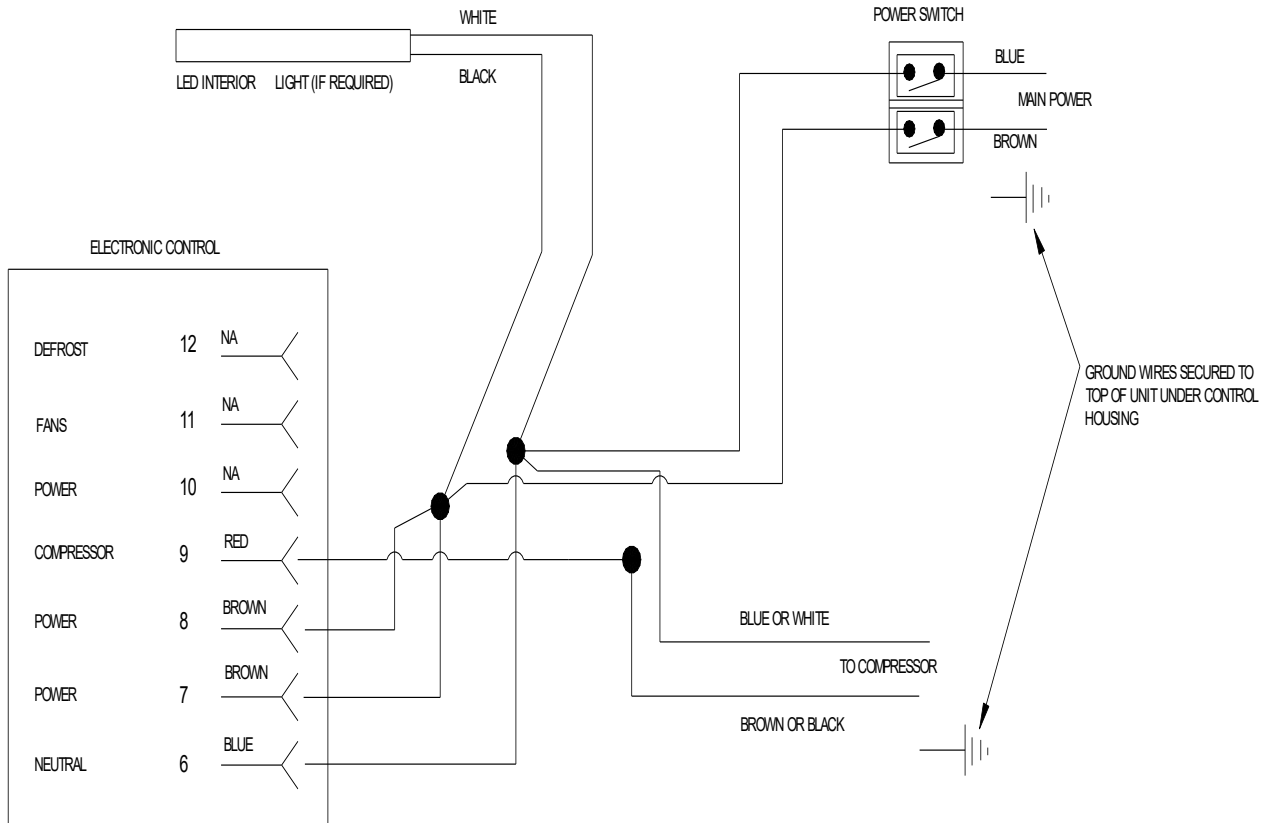 WHITE
POWER SWITCH
BLUE
LED INTERIOR LIGHT (IF REQUIRED)
BLACK
MAIN POWER
BROWN
ELECTRONIC CONTROL
DEFROST 12 NA
FANS 11 NA
POWER 10 NA
COMPRESSOR 9 RED
POWER 8 BROWN
POWER 7 BROWN
NEUTRAL 6 BLUE
GROUND WIRES SECURED TO
TOP OF UNIT UNDER CONTROL
HOUSING
BLUE OR WHITE
TO COMPRESSOR
BROWN OR BLACK